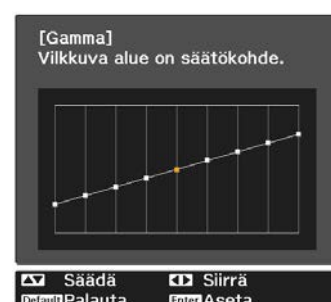 [Gamma]
Vilkkuva alue on säätökohde.
Säädä Siirrä
Default Palauta Enter Aseta